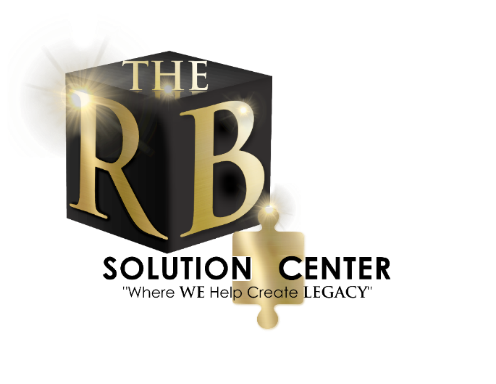 THE
RB
SOLUTION CENTER
"Where WE Help Create LEGACY"